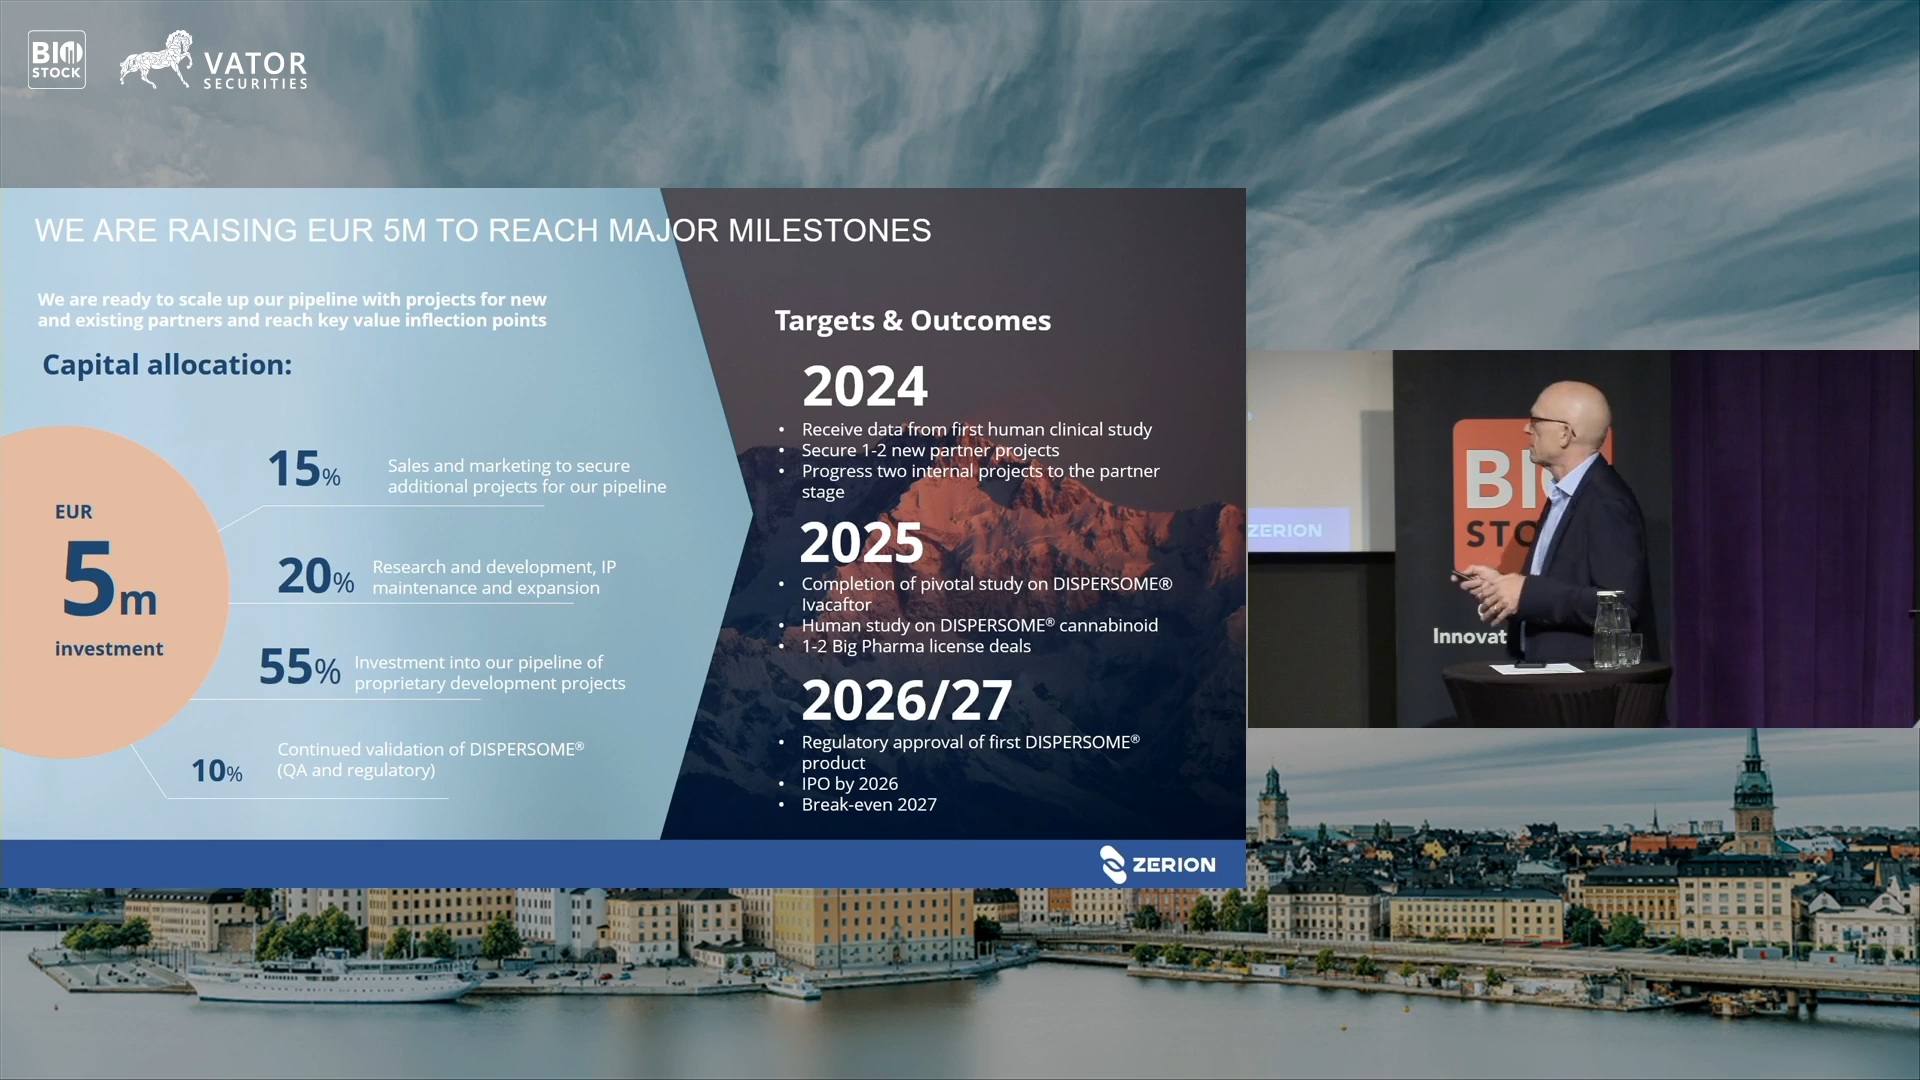 BIO
STOCK
VATOR
SECURITIES
WE ARE RAISING EUR 5M TO REACH MAJOR MILESTONES
We are ready to scale up our pipeline with projects for new
and existing partners and reach key value inflection points
Capital allocation:
EUR
5m
investment
15%
Sales and marketing to secure
additional projects for our pipeline
20%
Research and development, IP
maintenance and expansion
55%
Investment into our pipeline of
proprietary development projects
10%
Continued validation of DISPERSOME®
(QA and regulatory)
Targets & Outcomes
2024
• Receive data from first human clinical study
• Secure 1-2 new partner projects
• Progress two internal projects to the partner
stage
2025
• Completion of pivotal study on DISPERSOME®
Ivacaftor
• Human study on DISPERSOME® cannabinoid
• 1-2 Big Pharma license deals
2026/27
• Regulatory approval of first DISPERSOME®
product
• IPO by 2026
• Break-even 2027
ZERION
ZERION
BI
STO
Innovat